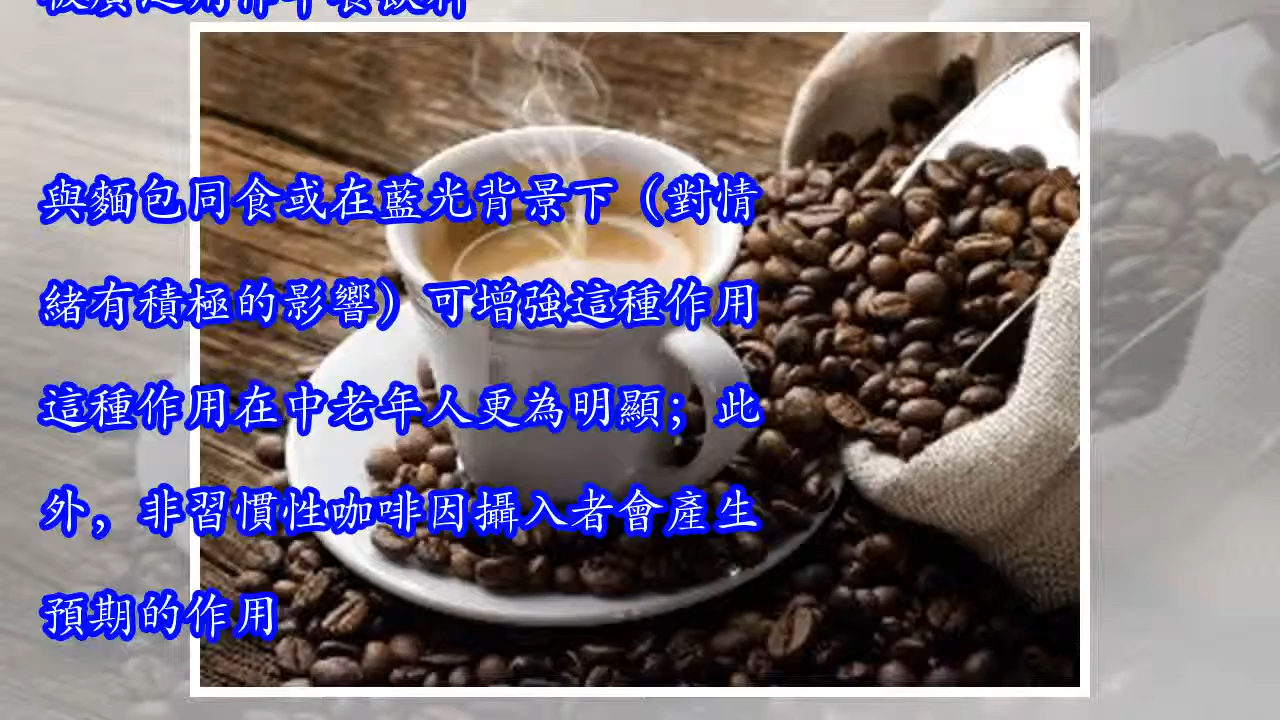 與麵包同食或在藍光背景下（對情
緒有積極的影響）可增強這種作用
這種作用在中老年人更為明顯；此
外，非習慣性咖啡因攝入者會產生
預期的作用